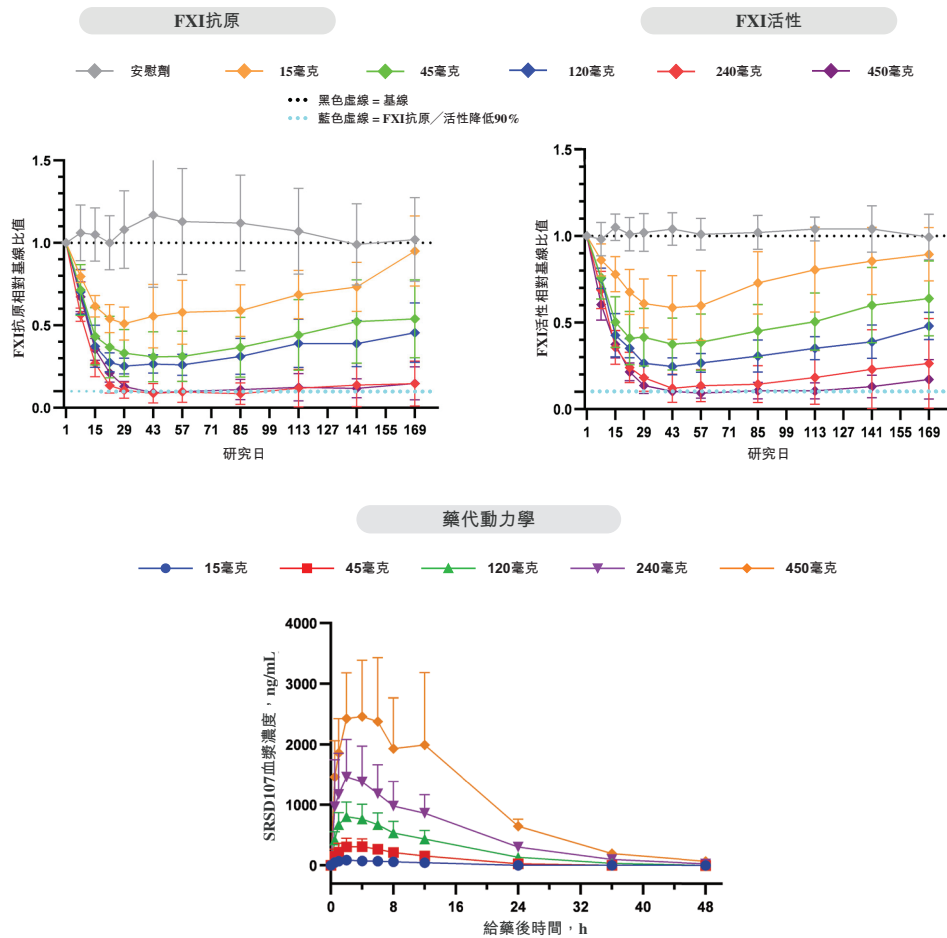 FXI抗原
FXI活性
安慰劑
15毫克
45毫克
120毫克
240毫克
450毫克
黑色虛線 = 基線
藍色虛線 = FXI抗原／活性降低90%
FXI抗原相對基線比值
1.5
1.0
0.5
0.0
1 15 29 43 57 71 85 99 113 127 141 155 169
研究日
FXI活性相對基線比值
1.5
1.0
0.5
0.0
1 15 29 43 57 71 85 99 113 127 141 155 169
研究日
藥代動力學
15毫克
45毫克
120毫克
240毫克
450毫克
SRSD107血漿濃度，ng/mL
4000
3000
2000
1000
0
0 8 16 24 32 40 48
給藥後時間，h